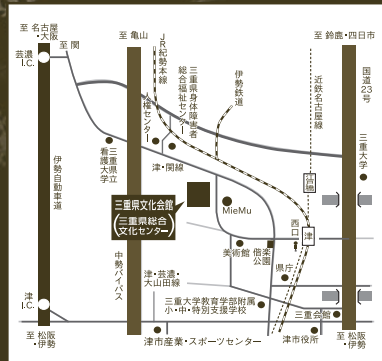 至 名古屋
・大阪
至 亀山
至 鈴鹿・四日市
芸濃
I.C.
至 関
JR紀勢本線
三重県身体障害者
総合福祉センター
人権センター
伊勢鉄道
近鉄名古屋線
国道23号
三重大学
三重県立
看護大学
津・関線
伊勢自動車道
三重県文化会館
(三重県総合
文化センター)
MieMu
西口
津
美術館
偕楽
公園
県庁
中勢バイパス
津・芸濃・
大山田線
三重大学教育学部附属
小・中・特別支援学校
三重会館
津
I.C.
至 松阪
・伊勢
津市産業・スポーツセンター
津市役所
至 松阪
・伊勢